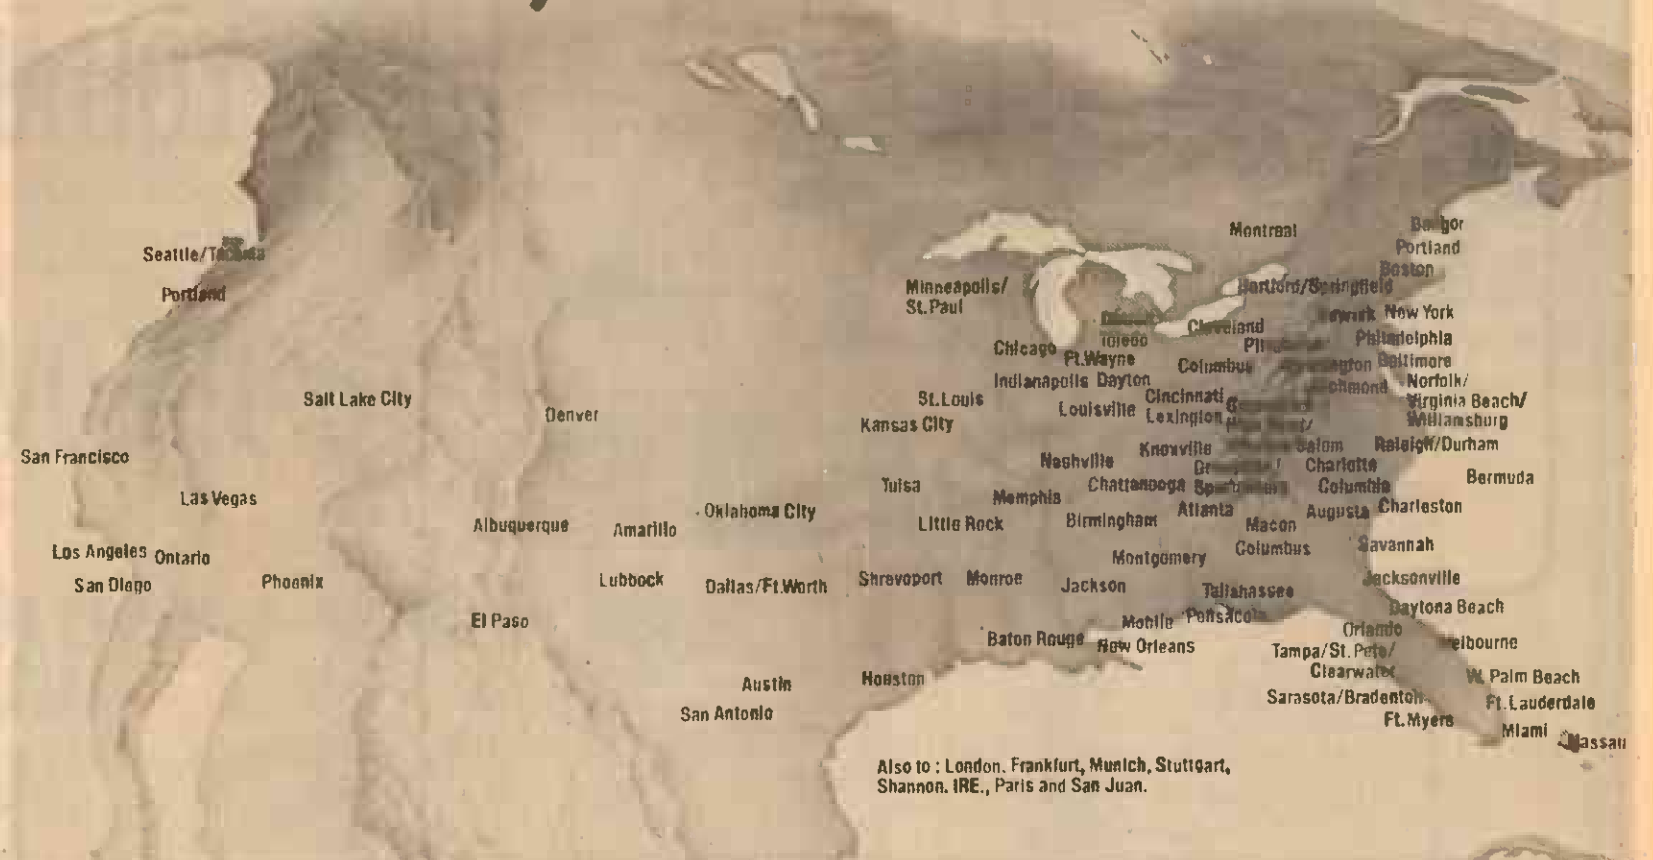 Montreal
Bangor
Portland
Boston
Seattle/Tacoma
Portland
Minneapolis/
St. Paul
Hartford/Springfield
New York
Cleveland
Toledo
Philadelphia
Chicago
Ft. Wayne
Columbus
Baltimore
Indianapolis
Dayton
Norfolk/
Virginia Beach/
Williamsburg
Salt Lake City
Denver
St. Louis
Cincinnati
Louisville
Lexington
Kansas City
San Francisco
Nashville
Knoxville
Raleigh/Durham
Charlotte
Bermuda
Las Vegas
Tulsa
Memphis
Chattanooga
Columbia
Albuquerque
Amarillo
Oklahoma City
Little Rock
Birmingham
Atlanta
Macon
Augusta
Charleston
Los Angeles
Ontario
Montgomery
Columbus
Savannah
San Diego
Phoenix
Lubbock
Dallas/Ft. Worth
Shreveport
Monroe
Jackson
Tallahassee
Jacksonville
El Paso
Mobile
Pensacola
Daytona Beach
Baton Rouge
New Orleans
Orlando
Tampa/St. Pete/
Clearwater
Austin
Houston
W. Palm Beach
San Antonio
Sarasota/Bradenton
Ft. Lauderdale
Ft. Myers
Miami
Nassau
Also to: London, Frankfurt, Munich, Stuttgart,
Shannon, IRE., Paris and San Juan.